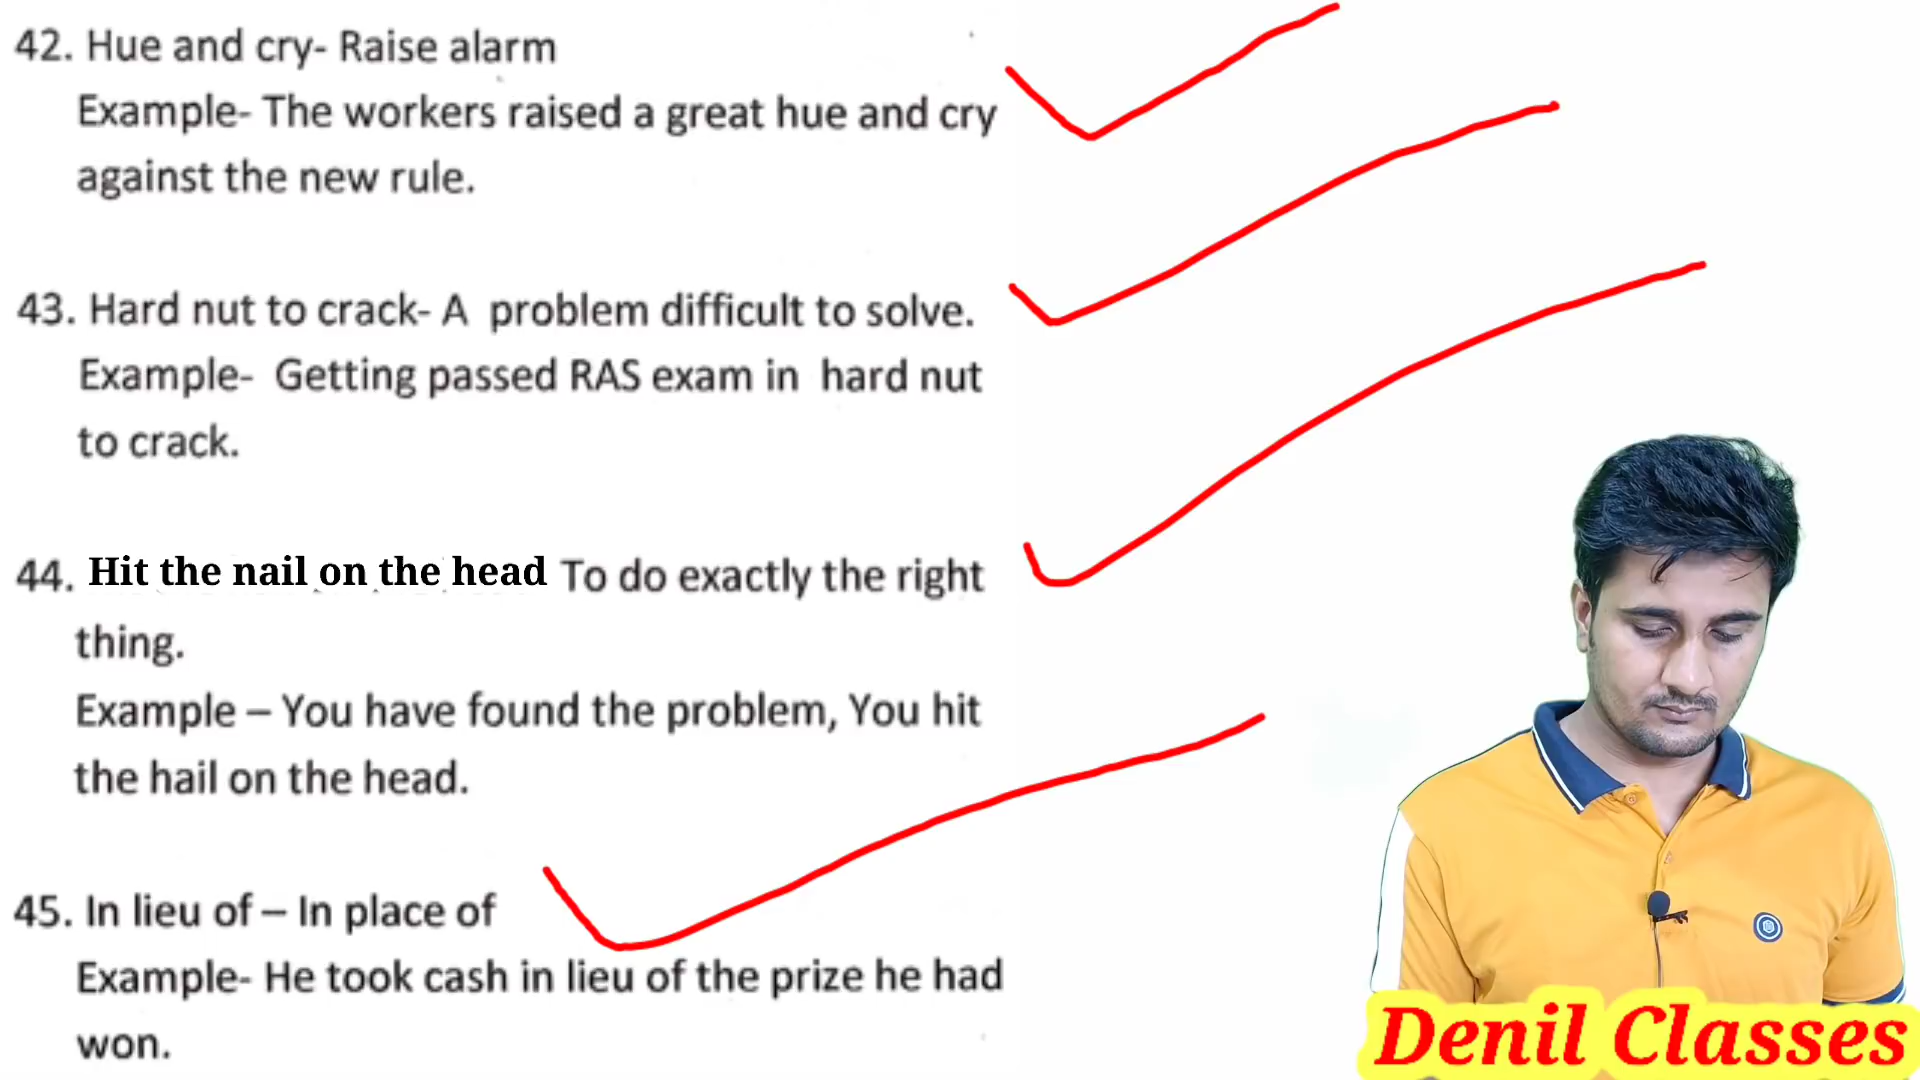 42. Hue and cry- Raise alarm
Example- The workers raised a great hue and cry
against the new rule.
43. Hard nut to crack- A problem difficult to solve.
Example- Getting passed RAS exam in hard nut
to crack.
44. Hit the nail on the head To do exactly the right
thing.
Example – You have found the problem, You hit
the hail on the head.
45. In lieu of – In place of
Example- He took cash in lieu of the prize he had
won.
Denil Classes